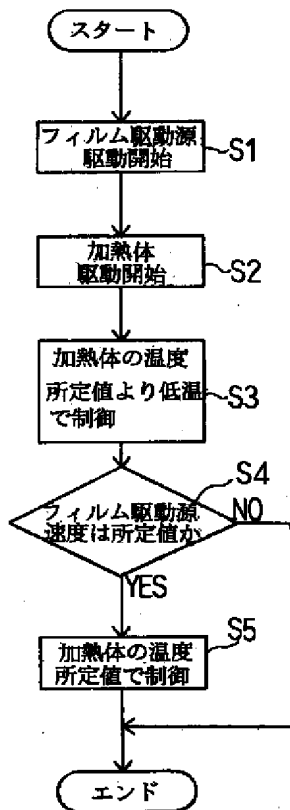 スタート
フィルム駆動源
駆動開始
S1
加熱体
駆動開始
S2
加熱体の温度
所定値より低温
で制御
S3
S4
フィルム駆動源
速度は所定値か
NO
YES
S5
加熱体の温度
所定値で制御
エンド